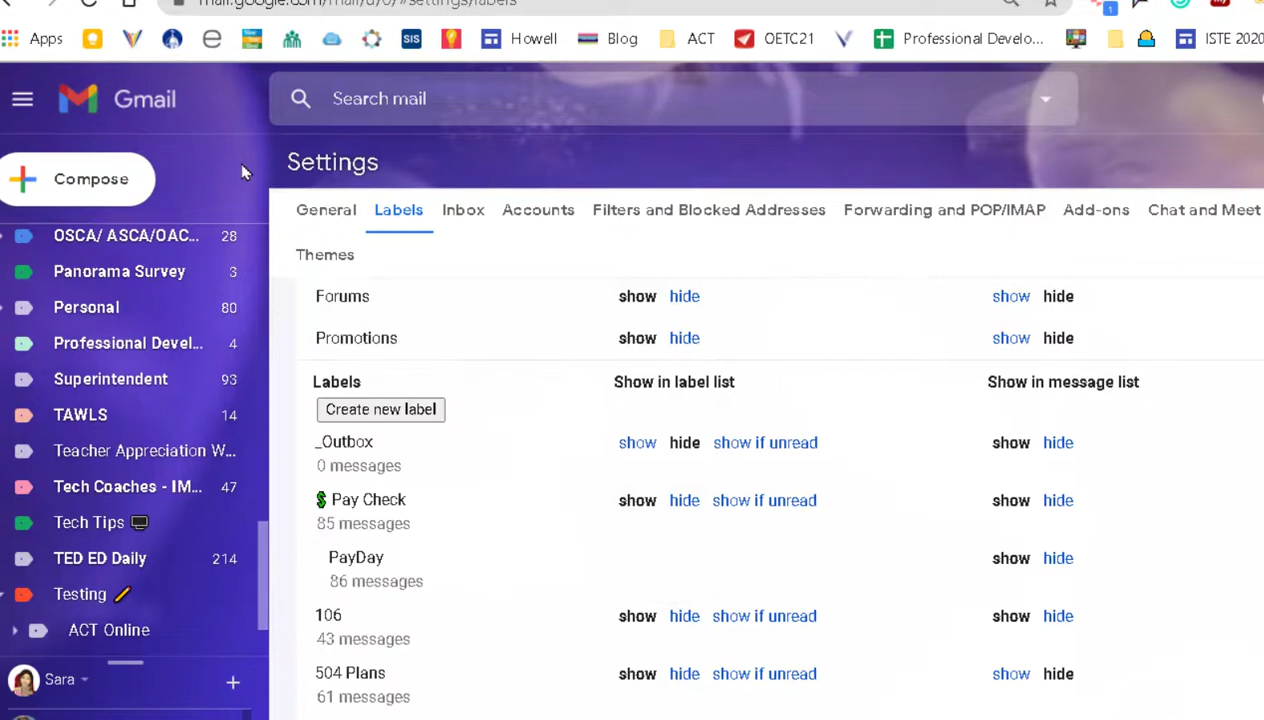 mail.google.com/mail/u/0/#settings/labels
Apps
SIS
Howell
Blog
ACT
OETC21
Professional Develo...
ISTE 2020
1
Gmail
Search mail
Compose
Settings
General Labels Inbox Accounts Filters and Blocked Addresses Forwarding and POP/IMAP Add-ons Chat and Meet
Themes
OSCA/ ASCA/OAC... 28
Panorama Survey 3
Personal 80
Professional Devel... 4
Superintendent 93
TAWLS 14
Teacher Appreciation W...
Tech Coaches - IM... 47
Tech Tips
TED ED Daily 214
Testing
ACT Online
Sara
Forums show hide show hide
Promotions show hide show hide
Labels Show in label list Show in message list
Create new label
_Outbox show hide show if unread show hide
0 messages
$ Pay Check show hide show if unread show hide
85 messages
PayDay show hide
86 messages
106 show hide show if unread show hide
43 messages
504 Plans show hide show if unread show hide
61 messages